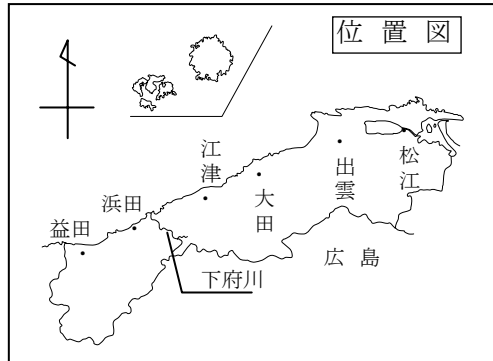 位 置 図
江津
大田
出雲
松江
浜田
益田
広 島
下府川